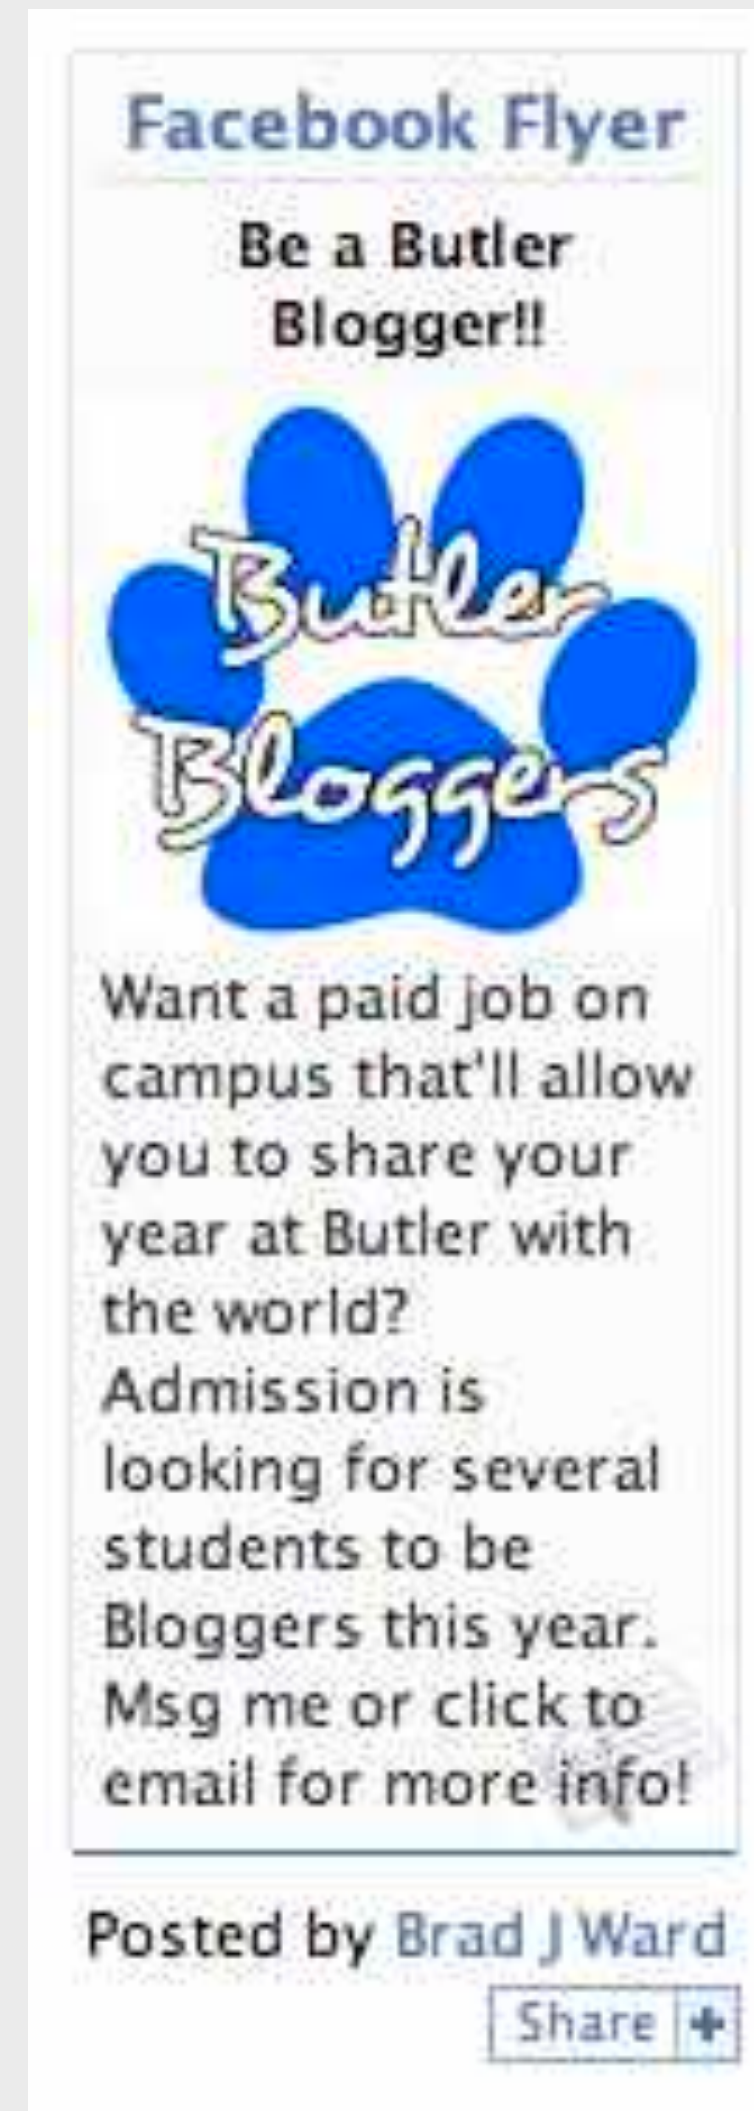 Facebook Flyer
Be a Butler
Blogger!!
Butler
Bloggers
Want a paid job on
campus that'll allow
you to share your
year at Butler with
the world?
Admission is
looking for several
students to be
Bloggers this year.
Msg me or click to
email for more info!
Posted by Brad J Ward
Share +